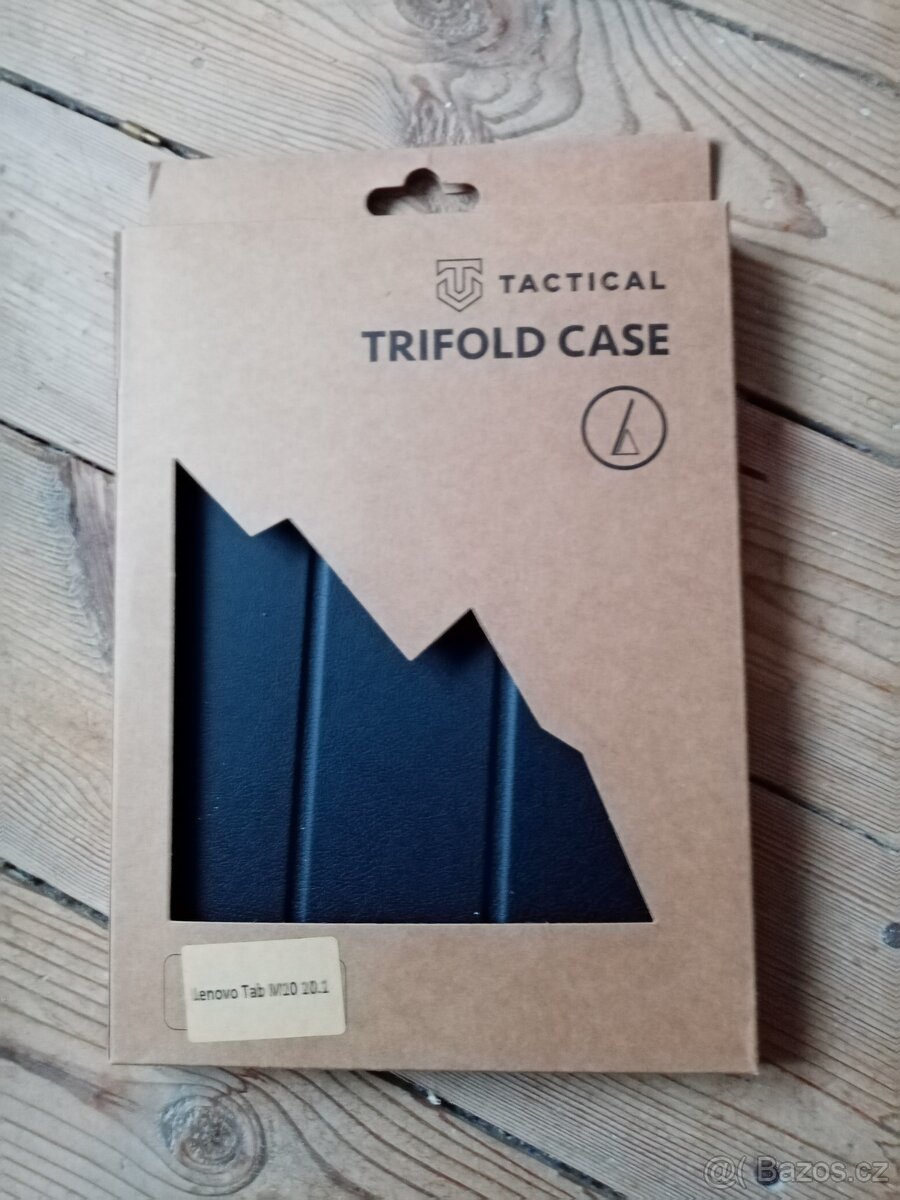 TACTICAL
TRIFOLD CASE
Lenovo Tab M10 10.1
@( Bazos.cz